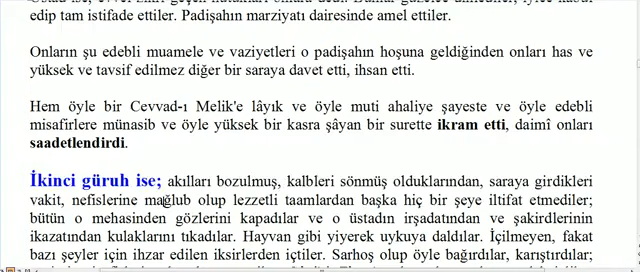 edip tam istifade ettiler. Padişahın marziyatı dairesinde amel ettiler.
Onların şu edebli muamele ve vaziyetleri o padişahın hoşuna geldiğinden onları has ve
yüksek ve tavsif edilmez diğer bir saraya davet etti, ihsan etti.
Hem öyle bir Cevvad-ı Melik'e lâyık ve öyle muti ahaliye şayeste ve öyle edebli
misafirlere münasib ve öyle yüksek bir kasra şâyan bir surette ikram etti, daimî onları
saadetlendirdi.
İkinci güruh ise; akılları bozulmuş, kalbleri sönmüş olduklarından, saraya girdikleri
vakit, nefislerine mağlub olup lezzetli taamlardan başka hiç bir şeye iltifat etmediler;
bütün o mehasinden gözlerini kapadılar ve o üstadın irşadatından ve şakirdlerinin
ikazatından kulaklarını tıkadılar. Hayvan gibi yiyerek uykuya daldılar. İçilmeyen, fakat
bazı şeyler için ihzar edilen iksirlerden içtiler. Sarhoş olup öyle bağırdılar, karıştırdılar;